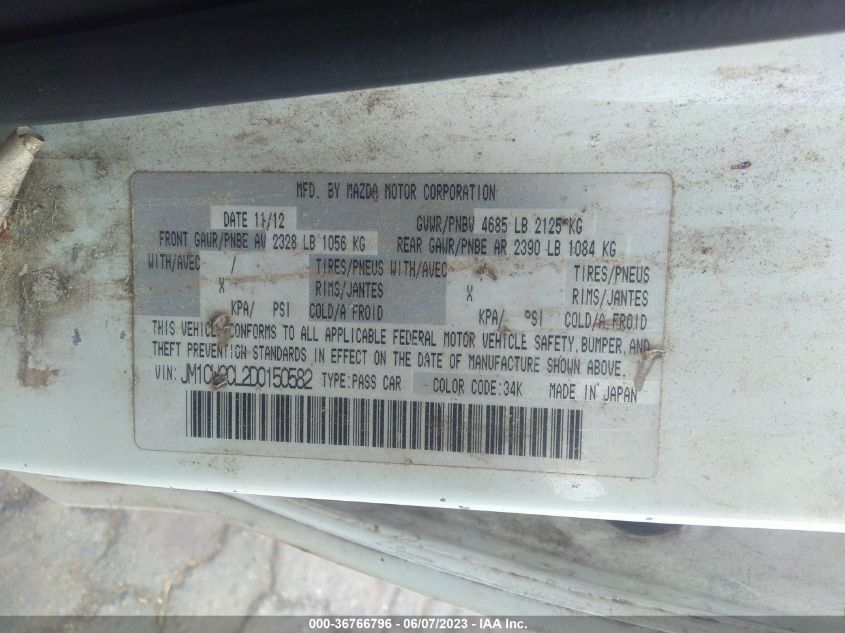 MFD. BY MAZDA MOTOR CORPORATION
DATE 11/12 GVWR/PNBV 4685 LB 2125 KG
FRONT GAWR/PNBE AV 2328 LB 1056 KG REAR GAWR/PNBE AR 2390 LB 1084 KG
WITH/AVEC / TIRES/PNEUS WITH/AVEC / TIRES/PNEUS
X RIMS/JANTES X RIMS/JANTES
KPA/ PSI COLD/A FROID KPA/ PSI COLD/A FROID
THIS VEHICLE CONFORMS TO ALL APPLICABLE FEDERAL MOTOR VEHICLE SAFETY, BUMPER, AND
THEFT PREVENTION STANDARDS IN EFFECT ON THE DATE OF MANUFACTURE SHOWN ABOVE.
VIN: TYPE: PASS CAR COLOR CODE: 34K MADE IN JAPAN
000-36766796 - 06/07/2023 - IAA Inc.